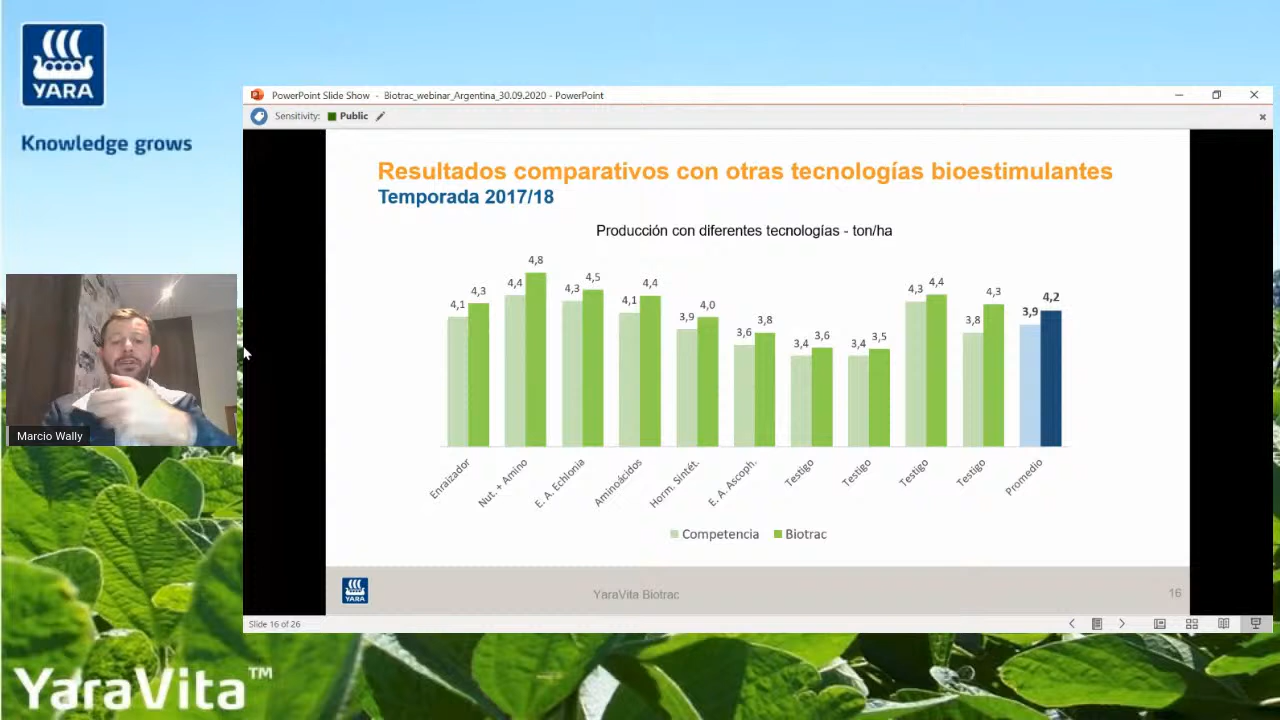 YARA
Knowledge grows
PowerPoint Slide Show - Biotrac_webinar_Argentina_30.09.2020 - PowerPoint
Sensitivity: Public
Resultados comparativos con otras tecnologías bioestimulantes
Temporada 2017/18
Producción con diferentes tecnologías - ton/ha
4,1 4,3 4,4 4,8 4,3 4,5 4,1 4,4 3,9 4,0 3,6 3,8 3,4 3,6 3,4 3,5 4,3 4,4 3,8 4,3 3,9 4,2
Enraizador Nut. + Amino E. A. Echlonia Aminoácidos Horm. Sintét. E. A. Ascoph. Testigo Testigo Testigo Testigo Promedio
Competencia Biotrac
Marcio Wally
YARA
YaraVita Biotrac
16
Slide 16 of 26
YaraVita™